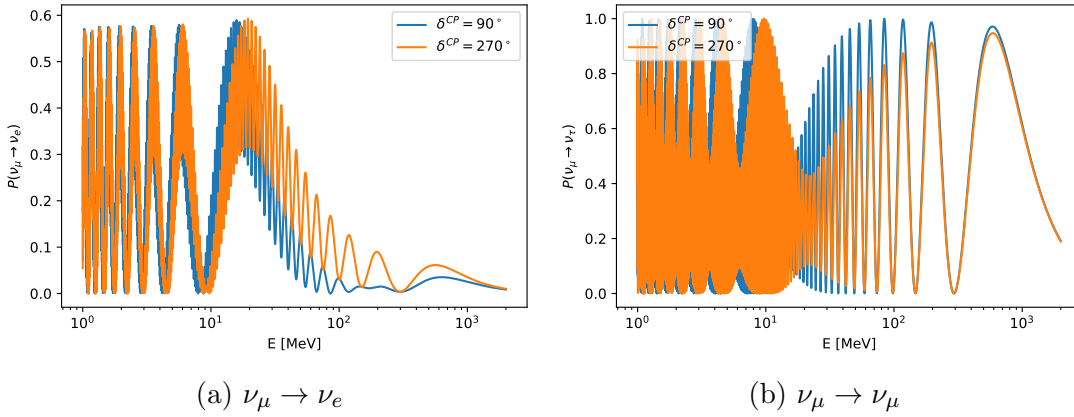 P(ν_μ → ν_e)
0.6
0.5
0.4
0.3
0.2
0.1
0.0
δ^{CP} = 90°
δ^{CP} = 270°
10^0
10^1
10^2
10^3
E [MeV]
(a) ν_μ → ν_e
P(ν_μ → ν_τ)
1.0
0.8
0.6
0.4
0.2
0.0
δ^{CP} = 90°
δ^{CP} = 270°
10^0
10^1
10^2
10^3
E [MeV]
(b) ν_μ → ν_μ